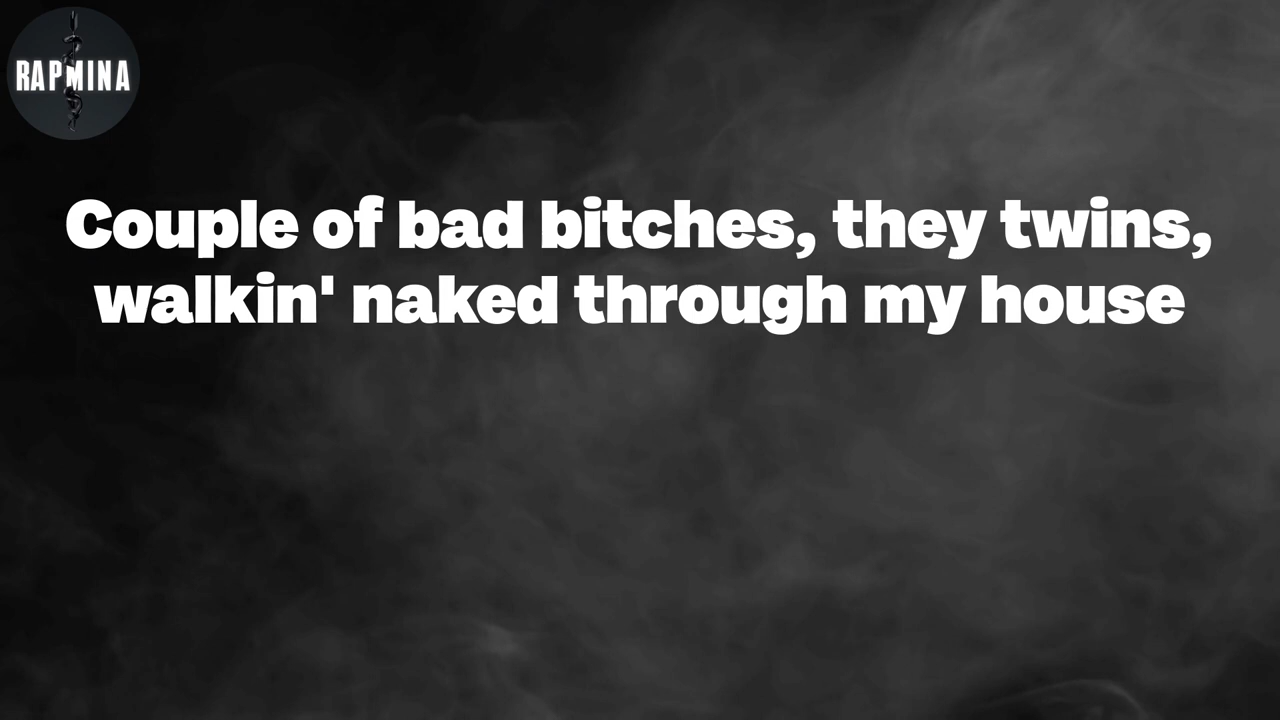 RAPMINA
Couple of bad bitches, they twins,
walkin' naked through my house